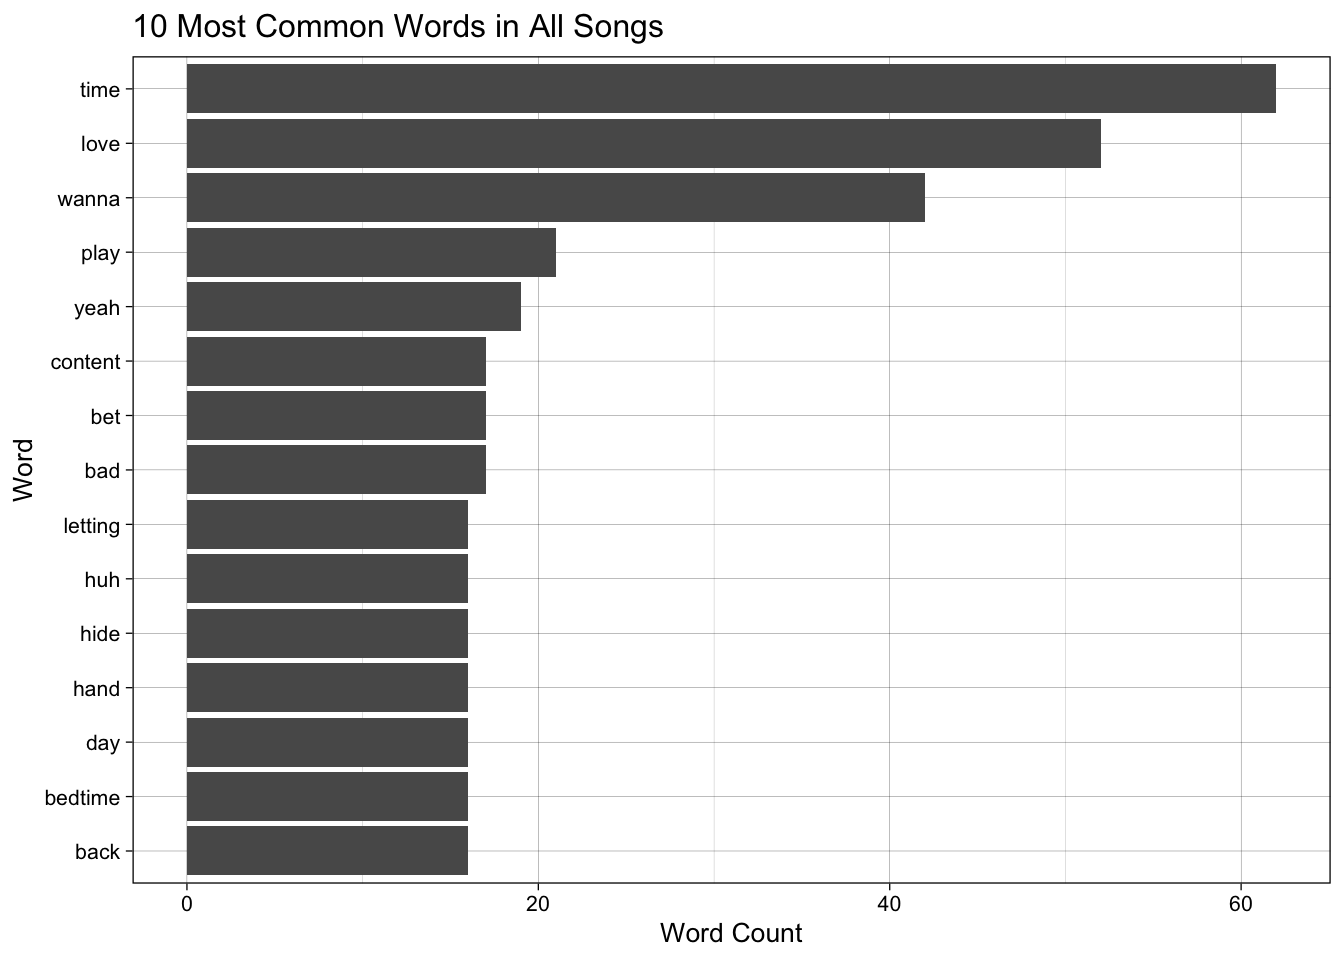 10 Most Common Words in All Songs
time
love
wanna
play
yeah
content
bet
bad
letting
huh
hide
hand
day
bedtime
back
Word
0 20 40 60
Word Count